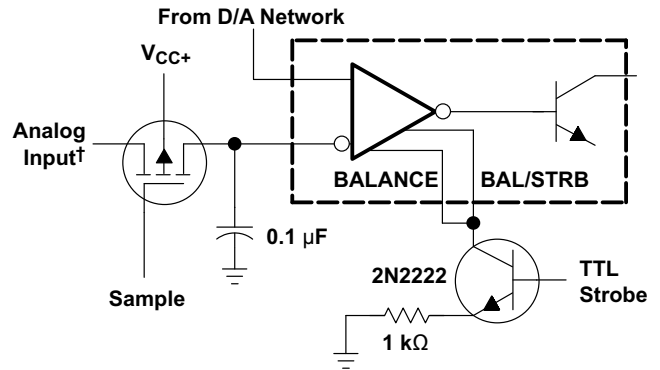 From D/A Network
VCC+
Analog
Input†
BALANCE
BAL/STRB
0.1 μF
2N2222
TTL
Strobe
Sample
1 kΩ